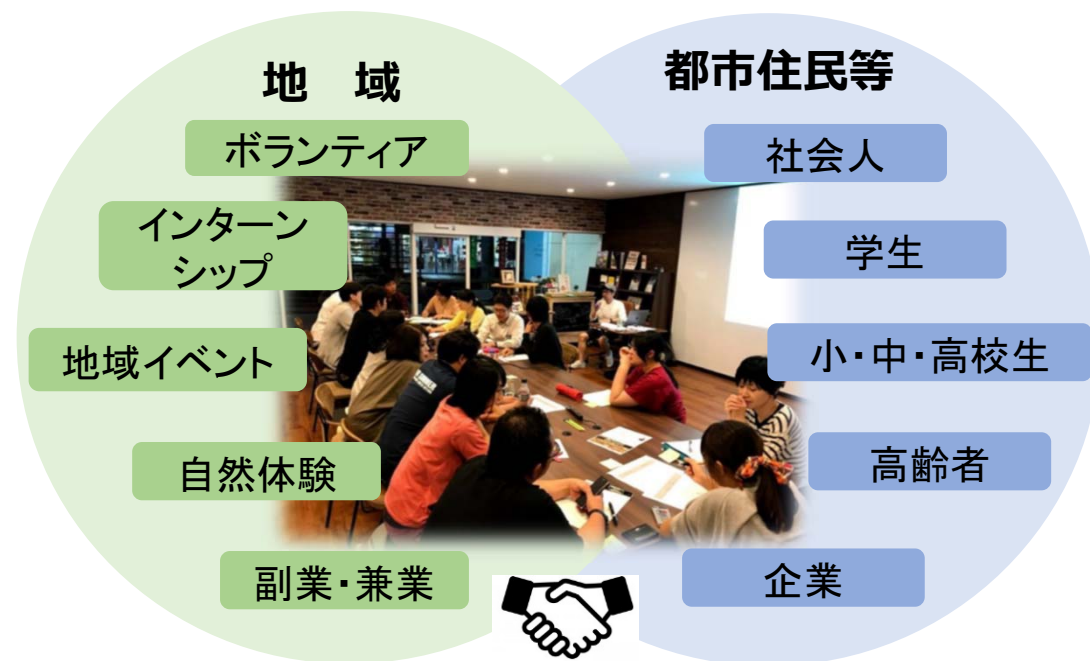 地　域
ボランティア
インターン
シップ
地域イベント
自然体験
副業・兼業
都市住民等
社会人
学生
小・中・高校生
高齢者
企業